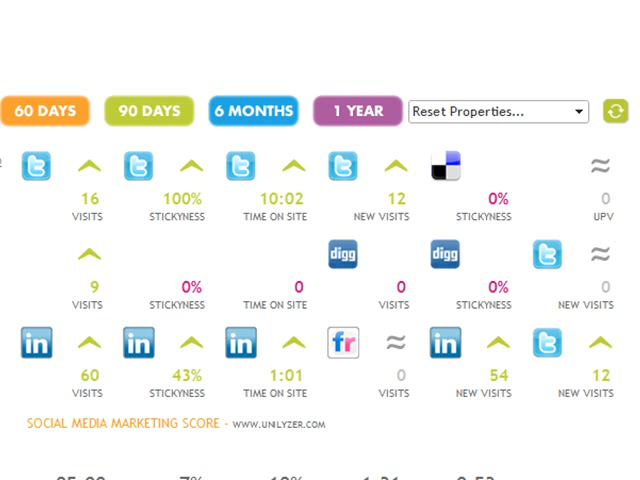 60 DAYS 90 DAYS 6 MONTHS 1 YEAR Reset Properties...
16 100% 10:02 12 0% 0
VISITS STICKYNESS TIME ON SITE NEW VISITS STICKYNESS UPV
digg digg
9 0% 0 0 0% 0
VISITS STICKYNESS TIME ON SITE VISITS STICKYNESS NEW VISITS
in in in fr in
60 43% 1:01 0 54 12
VISITS STICKYNESS TIME ON SITE VISITS NEW VISITS NEW VISITS
SOCIAL MEDIA MARKETING SCORE - WWW.UNILYZER.COM